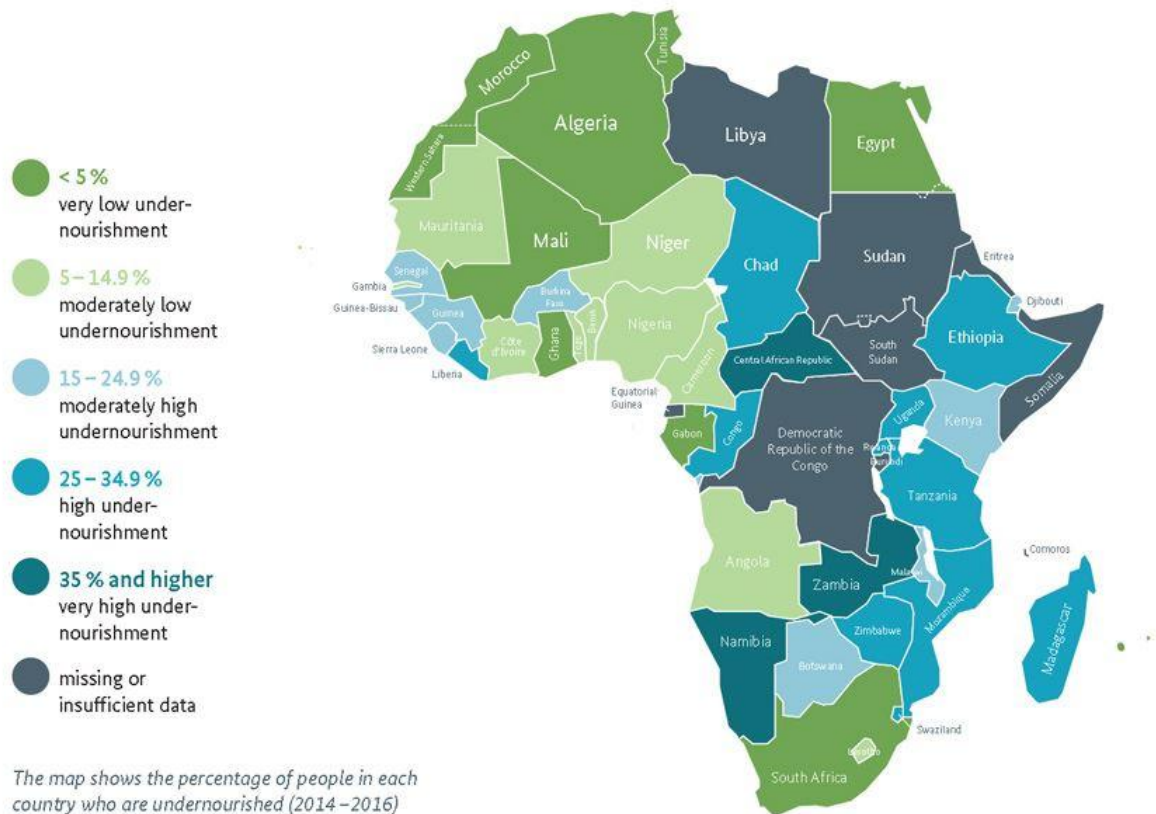 < 5 %
very low under-
nourishment
5 – 14.9 %
moderately low
undernourishment
15 – 24.9 %
moderately high
undernourishment
25 – 34.9 %
high under-
nourishment
35 % and higher
very high under-
nourishment
missing or
insufficient data
The map shows the percentage of people in each
country who are undernourished (2014 – 2016)
Morocco
Tunisia
Algeria
Libya
Egypt
Western Sahara
Mauritania
Mali
Niger
Chad
Sudan
Eritrea
Senegal
Gambia
Guinea-Bissau
Guinea
Sierra Leone
Liberia
Côte
d'Ivoire
Burkina
Faso
Ghana
Togo
Benin
Nigeria
Cameroon
Central African Republic
South
Sudan
Djibouti
Ethiopia
Somalia
Equatorial
Guinea
Gabon
Congo
Democratic
Republic of the
Congo
Uganda
Kenya
Rwanda
Burundi
Tanzania
Comoros
Angola
Zambia
Malawi
Mozambique
Madagascar
Namibia
Zimbabwe
Botswana
Swaziland
Lesotho
South Africa